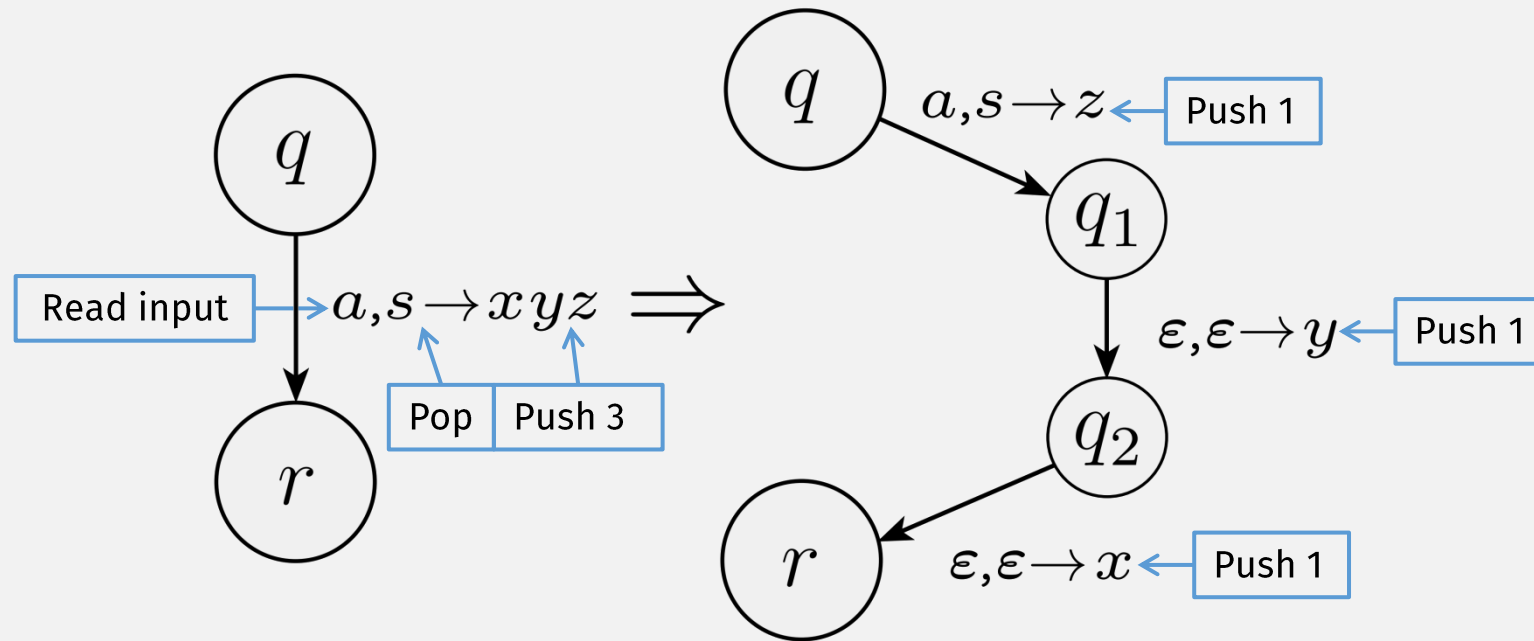 q
Read input
a,s→xyz
Pop
Push 3
r
⇒
q
a,s→z
Push 1
q₁
ε,ε→y
Push 1
q₂
r
ε,ε→x
Push 1